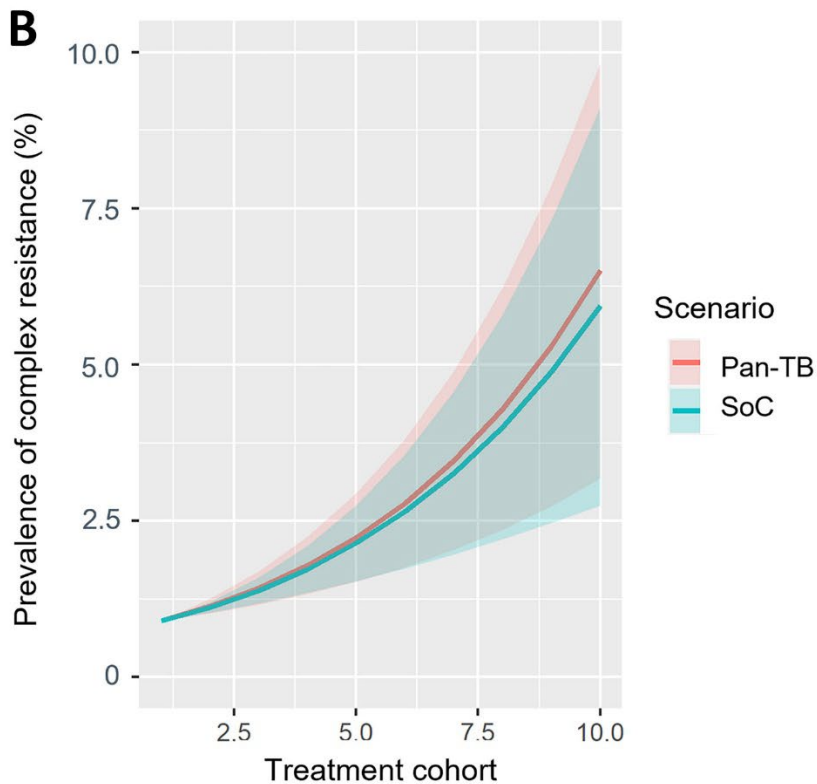 B
Prevalence of complex resistance (%)
10.0
7.5
5.0
2.5
0
2.5 5.0 7.5 10.0
Treatment cohort
Scenario
Pan-TB
SoC